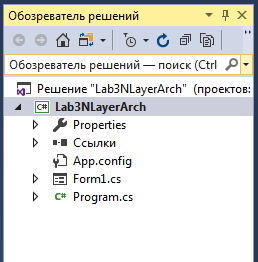 Обозреватель решений
Обозреватель решений — поиск (Ctrl
Решение "Lab3NLayerArch" (проектов:
C# Lab3NLayerArch
Properties
Ссылки
App.config
Form1.cs
C# Program.cs